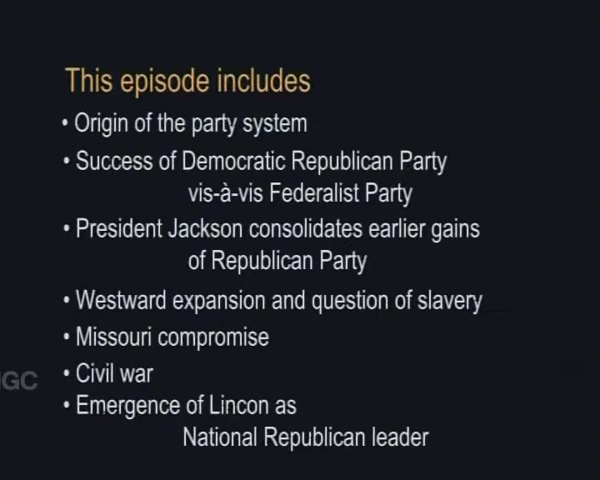 This episode includes
• Origin of the party system
• Success of Democratic Republican Party
vis-à-vis Federalist Party
• President Jackson consolidates earlier gains
of Republican Party
• Westward expansion and question of slavery
• Missouri compromise
• Civil war
• Emergence of Lincon as
National Republican leader